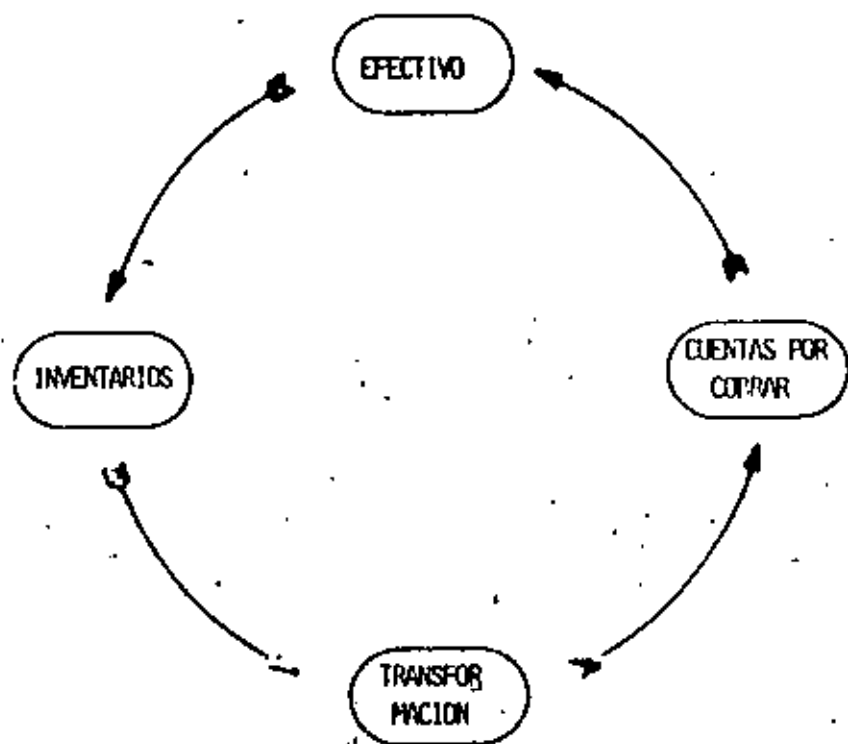 EFECTIVO
INVENTARIOS
CUENTAS POR
COBRAR
TRANSFOR
MACION